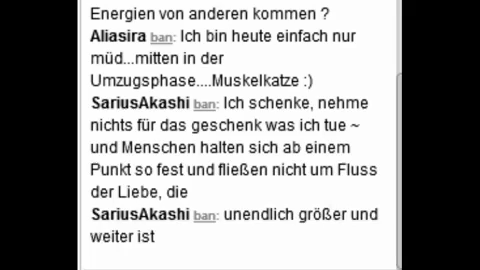 Energien von anderen kommen ?
Aliasira ban: Ich bin heute einfach nur
müd...mitten in der
Umzugsphase....Muskelkatze :)
SariusAkashi ban: Ich schenke, nehme
nichts für das geschenk was ich tue ~
und Menschen halten sich ab einem
Punkt so fest und fließen nicht um Fluss
der Liebe, die
SariusAkashi ban: unendlich größer und
weiter ist